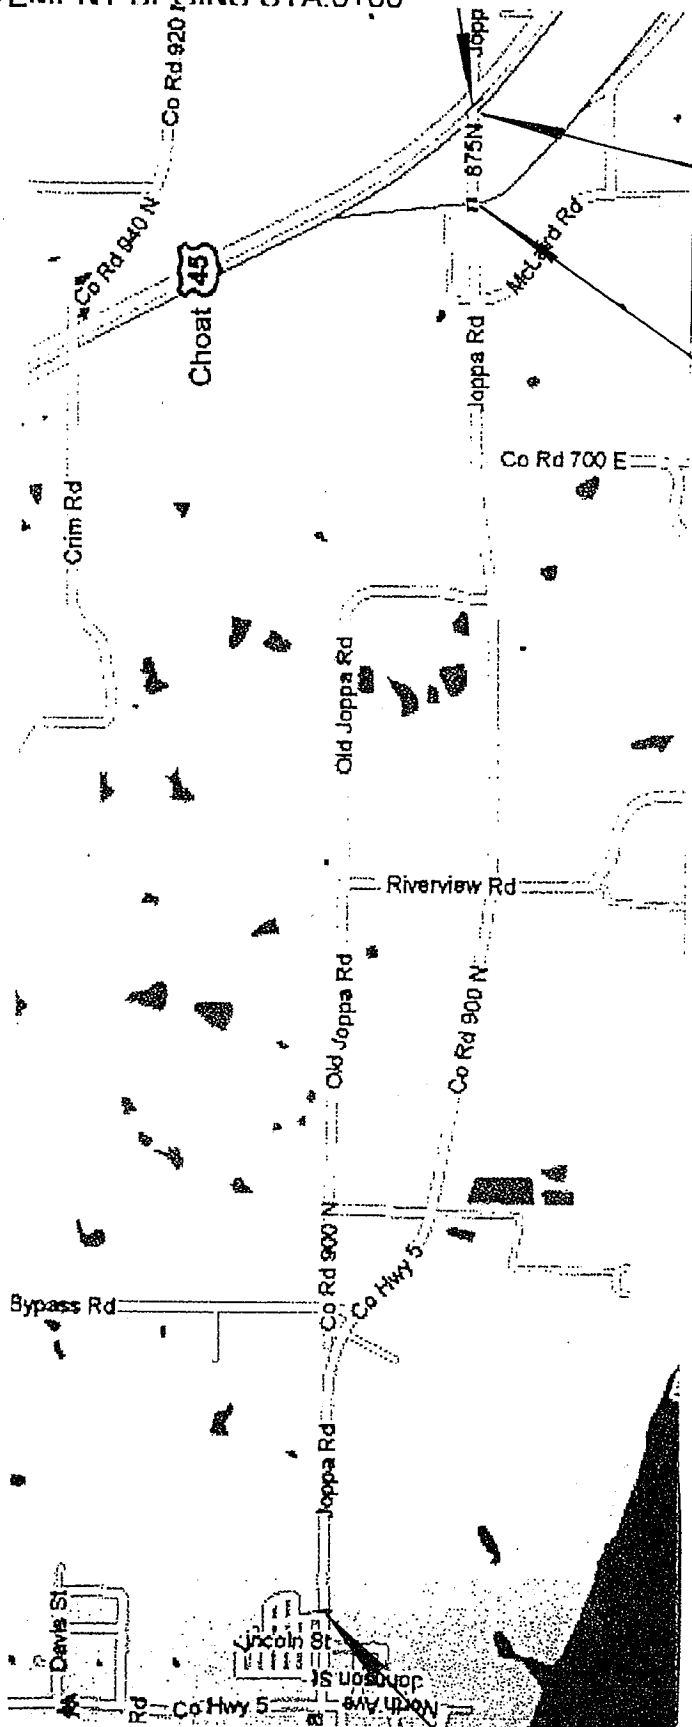 Co Rd 920 N
Jopp
875N
Co Rd 940 N
McLard Rd
45
Choat
Joppa Rd
Co Rd 700 E
Crim Rd
Old Joppa Rd
Riverview Rd
Old Joppa Rd
Co Rd 900 N
Co Rd 900 N
Co Hwy 5
Bypass Rd
Joppa Rd
Davis St
Lincoln St
Johnson St
North Ave
Rd
Co Hwy 5